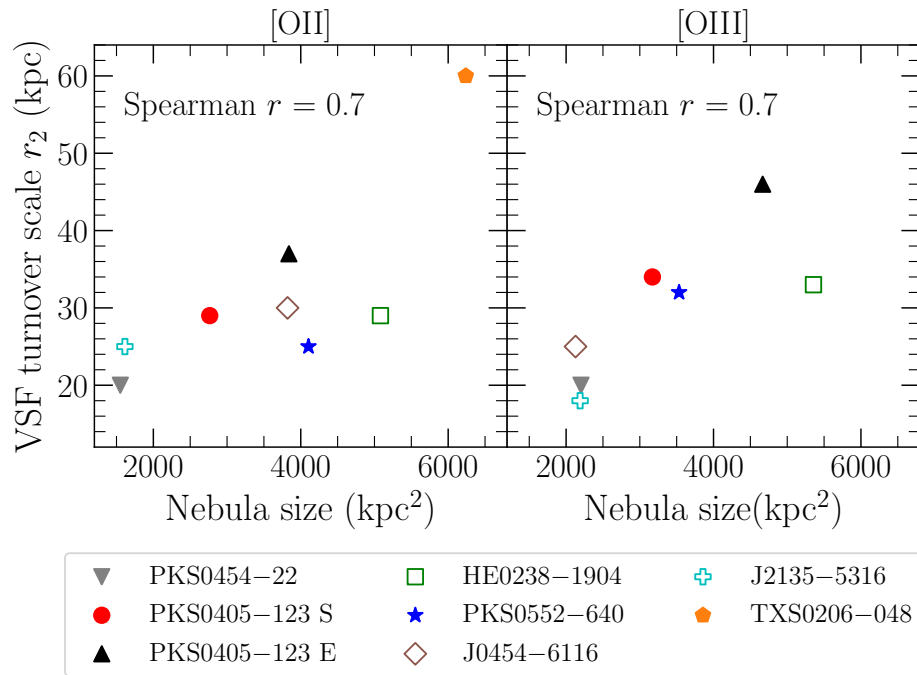 [OII]
[OIII]
VSF turnover scale r₂ (kpc)
60
50
40
30
20
Spearman r = 0.7
Spearman r = 0.7
2000 4000 6000
2000 4000 6000
Nebula size (kpc²)
Nebula size(kpc²)
PKS0454−22
PKS0405−123 S
PKS0405−123 E
HE0238−1904
PKS0552−640
J0454−6116
J2135−5316
TXS0206−048